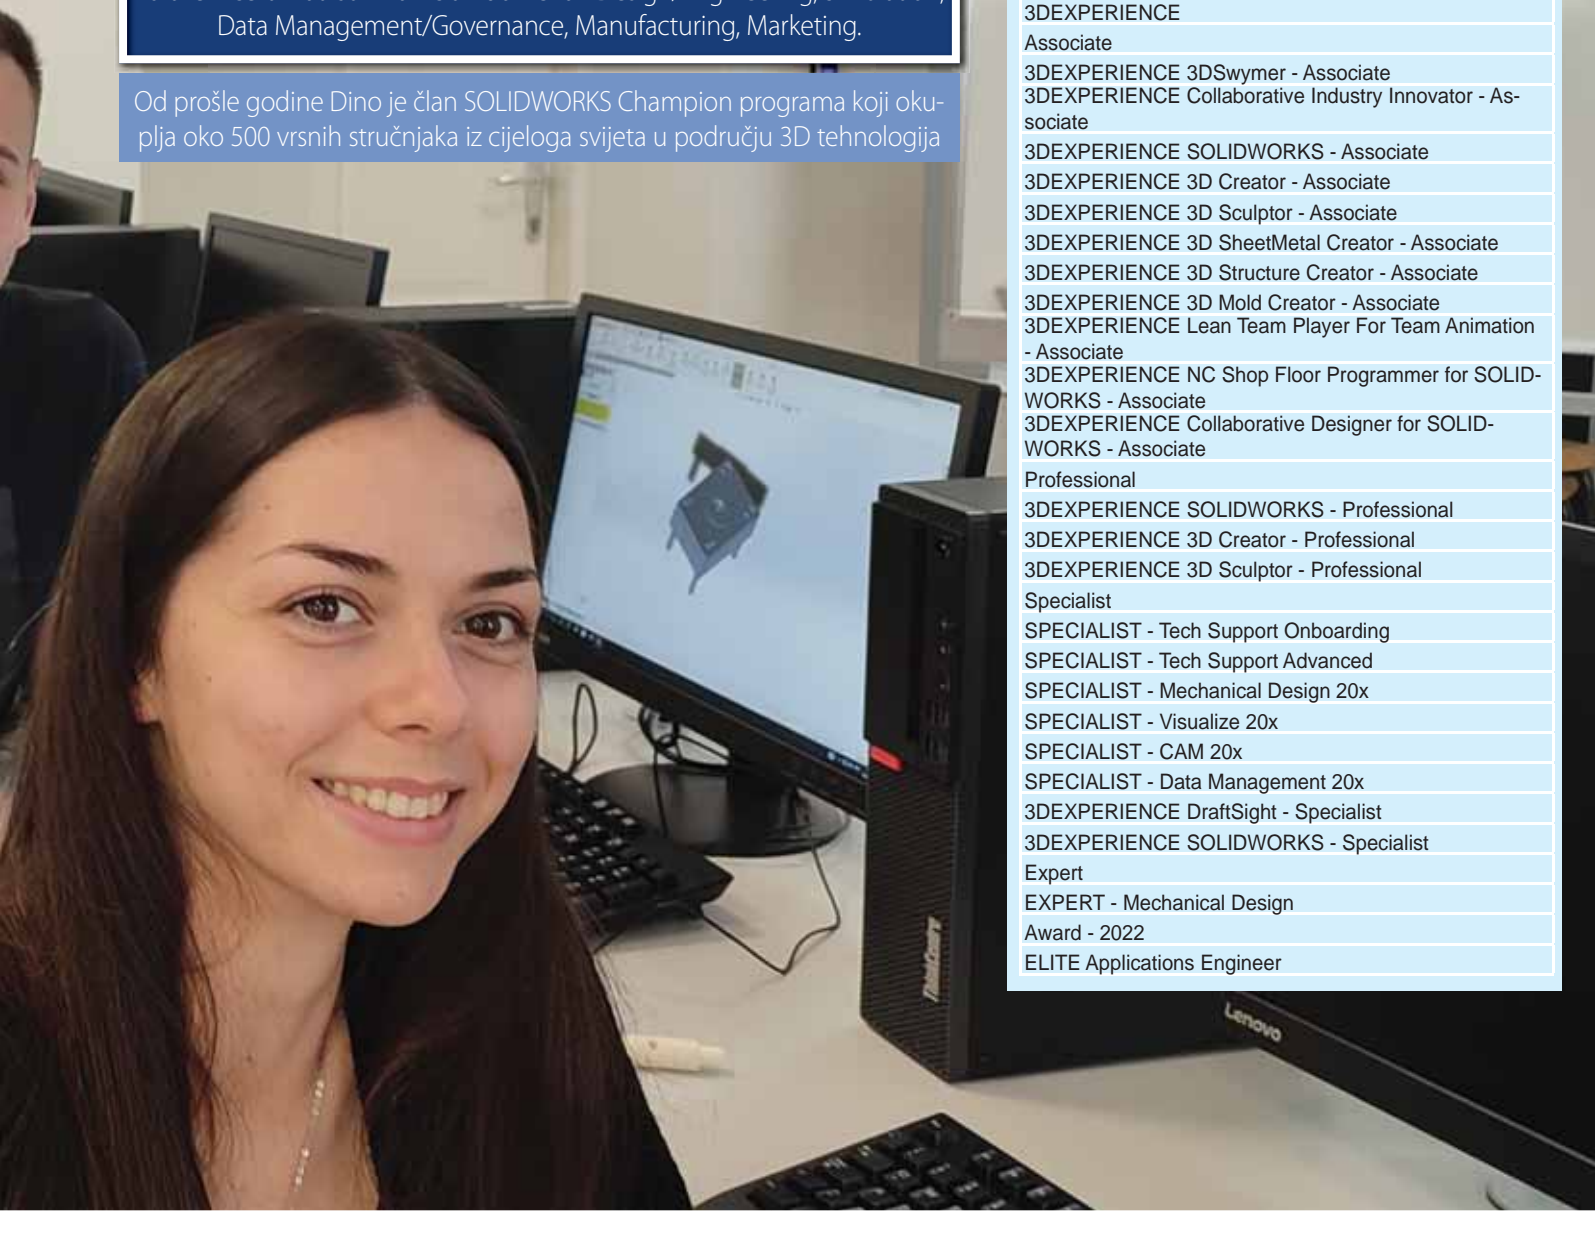 Data Management/Governance, Manufacturing, Marketing.
Od prošle godine Dino je član SOLIDWORKS Champion programa koji oku-
plja oko 500 vrsnih stručnjaka iz cijeloga svijeta u području 3D tehnologija
3DEXPERIENCE
Associate
3DEXPERIENCE 3DSwymer - Associate
3DEXPERIENCE Collaborative Industry Innovator - As-
sociate
3DEXPERIENCE SOLIDWORKS - Associate
3DEXPERIENCE 3D Creator - Associate
3DEXPERIENCE 3D Sculptor - Associate
3DEXPERIENCE 3D SheetMetal Creator - Associate
3DEXPERIENCE 3D Structure Creator - Associate
3DEXPERIENCE 3D Mold Creator - Associate
3DEXPERIENCE Lean Team Player For Team Animation
- Associate
3DEXPERIENCE NC Shop Floor Programmer for SOLID-
WORKS - Associate
3DEXPERIENCE Collaborative Designer for SOLID-
WORKS - Associate
Professional
3DEXPERIENCE SOLIDWORKS - Professional
3DEXPERIENCE 3D Creator - Professional
3DEXPERIENCE 3D Sculptor - Professional
Specialist
SPECIALIST - Tech Support Onboarding
SPECIALIST - Tech Support Advanced
SPECIALIST - Mechanical Design 20x
SPECIALIST - Visualize 20x
SPECIALIST - CAM 20x
SPECIALIST - Data Management 20x
3DEXPERIENCE DraftSight - Specialist
3DEXPERIENCE SOLIDWORKS - Specialist
Expert
EXPERT - Mechanical Design
Award - 2022
ELITE Applications Engineer
ThinkCentre
Lenovo